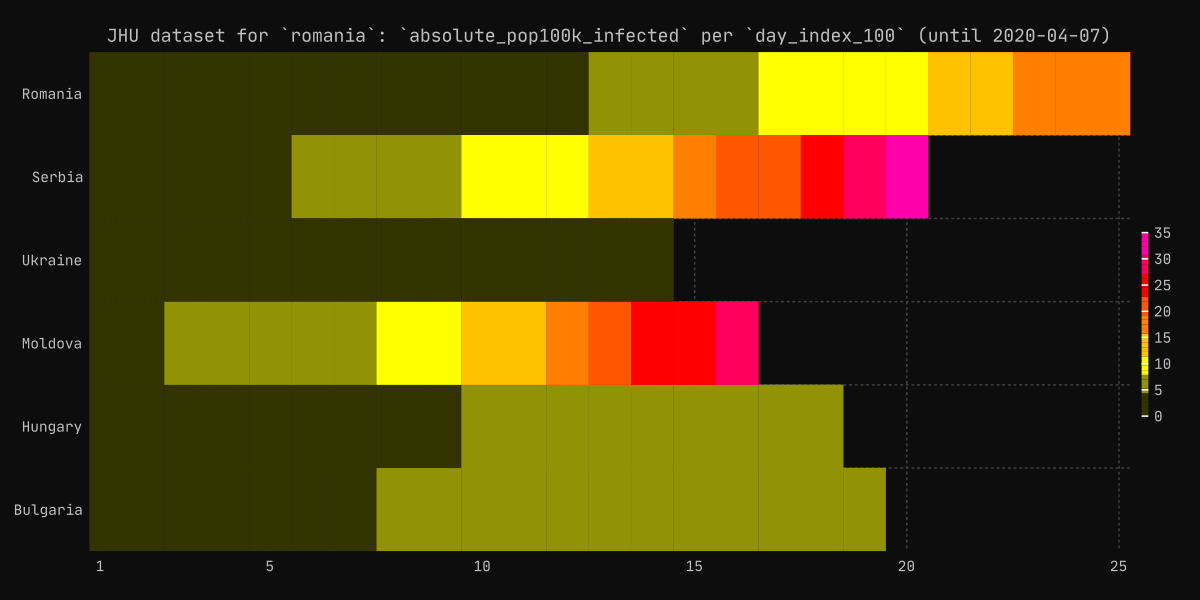 JHU dataset for `romania`: `absolute_pop100k_infected` per `day_index_100` (until 2020-04-07)
Romania
Serbia
Ukraine
Moldova
Hungary
Bulgaria
35
30
25
20
15
10
5
0
1 5 10 15 20 25